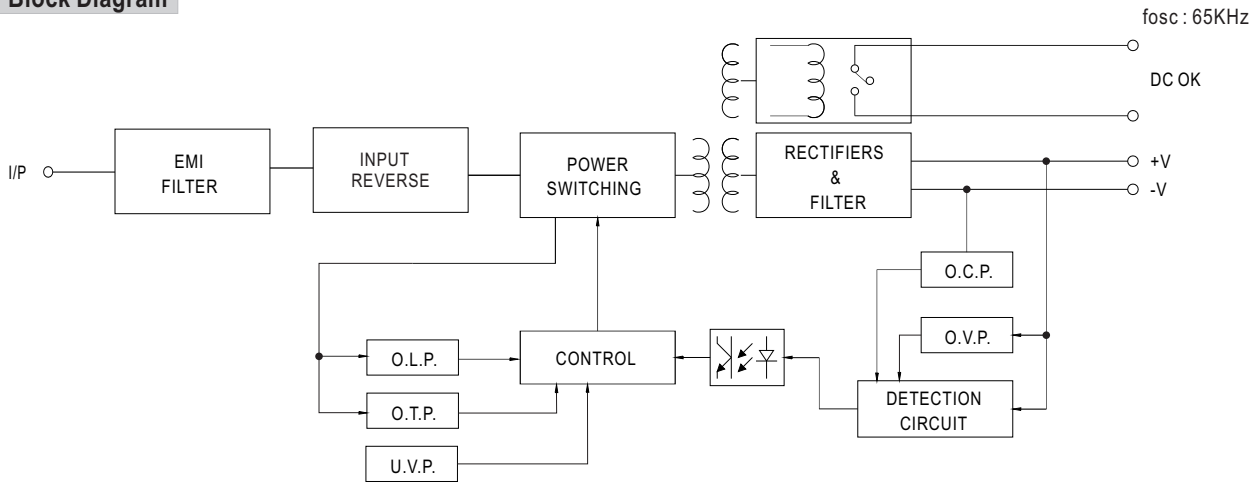 Block Diagram
fosc : 65KHz
DC OK
I/P
EMI
FILTER
INPUT
REVERSE
POWER
SWITCHING
RECTIFIERS
&
FILTER
+V
-V
O.C.P.
O.V.P.
O.L.P.
CONTROL
DETECTION
CIRCUIT
O.T.P.
U.V.P.